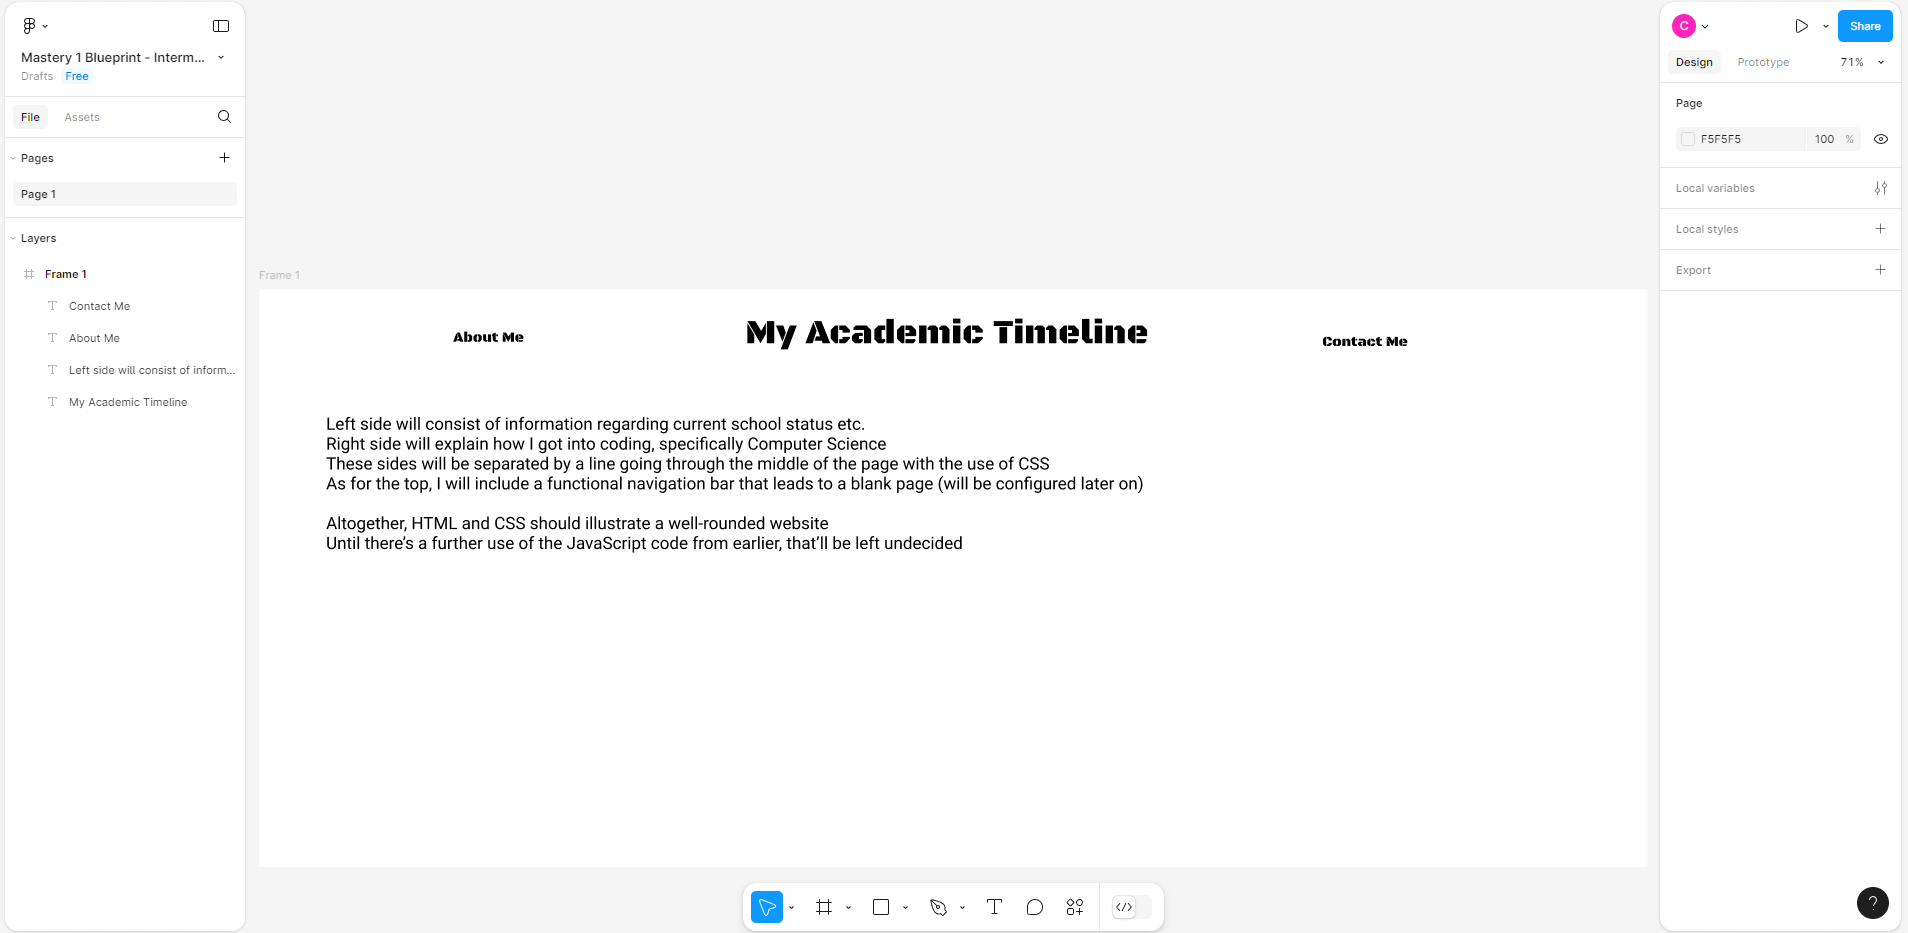 Mastery 1 Blueprint - Interm...
Drafts Free
File Assets
Pages
Page 1
Layers
Frame 1
Contact Me
About Me
Left side will consist of inform...
My Academic Timeline
Frame 1
About Me
My Academic Timeline
Contact Me
Left side will consist of information regarding current school status etc.
Right side will explain how I got into coding, specifically Computer Science
These sides will be separated by a line going through the middle of the page with the use of CSS
As for the top, I will include a functional navigation bar that leads to a blank page (will be configured later on)
Altogether, HTML and CSS should illustrate a well-rounded website
Until there’s a further use of the JavaScript code from earlier, that’ll be left undecided
C
Share
Design Prototype 71%
Page
F5F5F5 100 %
Local variables
Local styles
Export
?